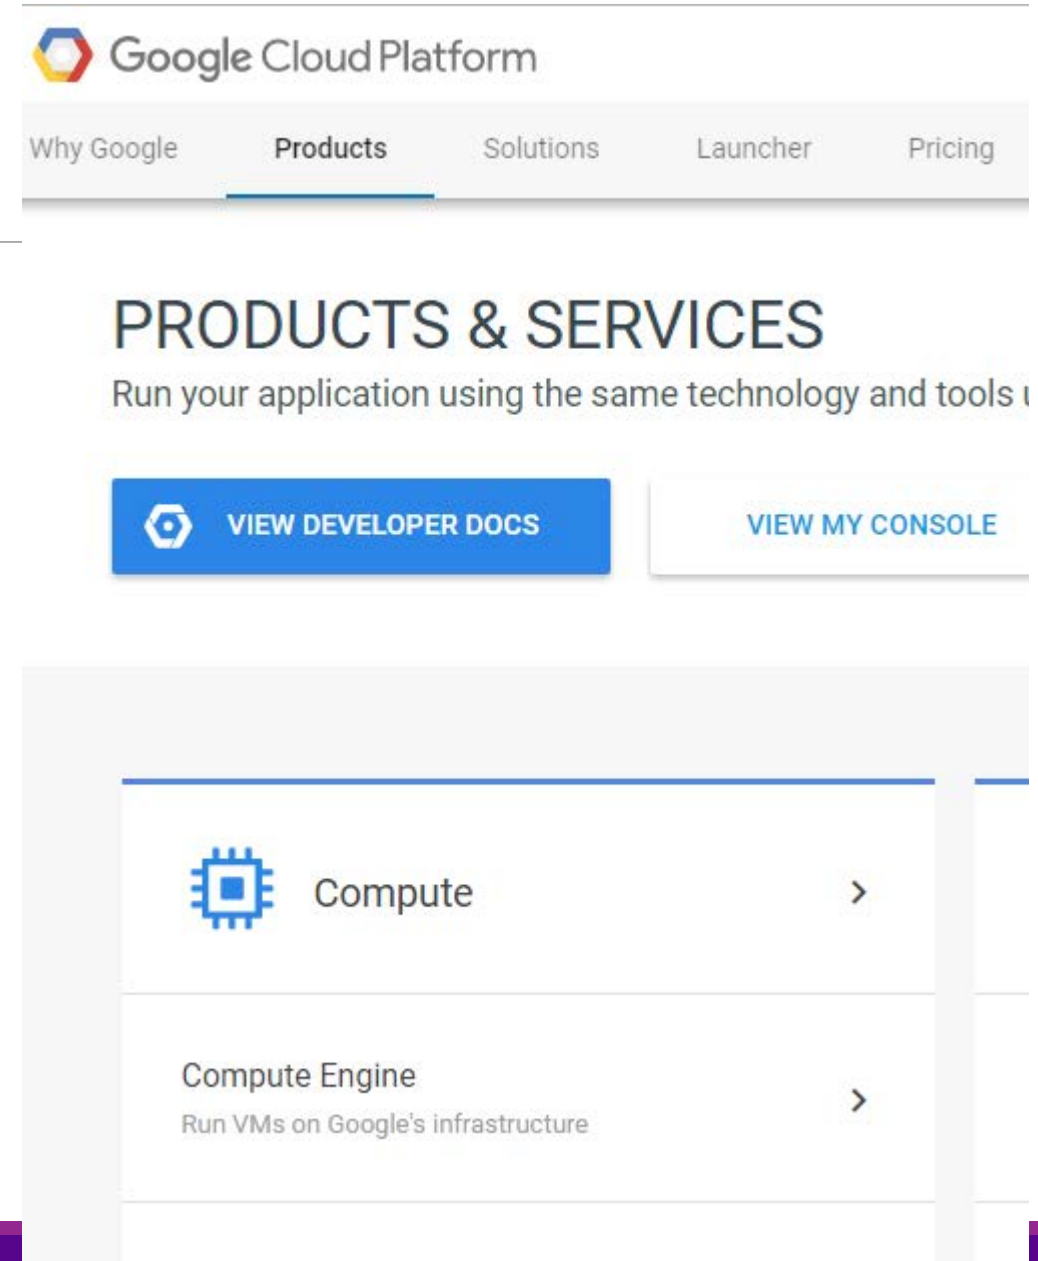 Google Cloud Platform
Why Google Products Solutions Launcher Pricing
PRODUCTS & SERVICES
Run your application using the same technology and tools
VIEW DEVELOPER DOCS VIEW MY CONSOLE
Compute
Compute Engine
Run VMs on Google's infrastructure